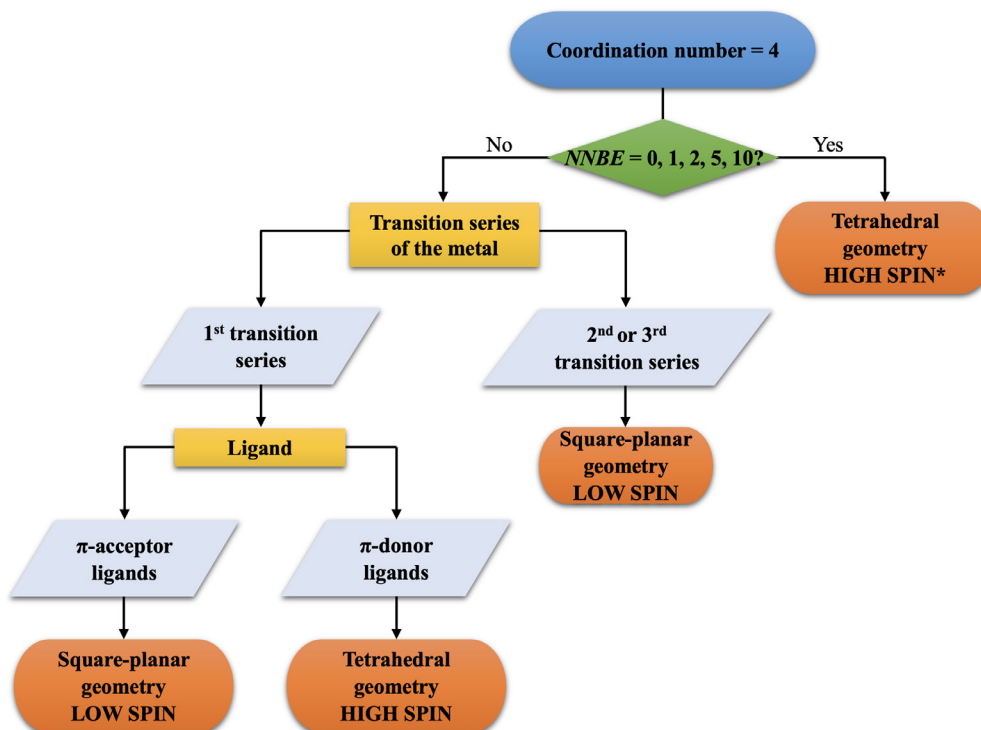 Coordination number = 4
NNBE = 0, 1, 2, 5, 10?
No
Yes
Transition series
of the metal
Tetrahedral
geometry
HIGH SPIN*
1st transition
series
2nd or 3rd
transition series
Ligand
Square-planar
geometry
LOW SPIN
π-acceptor
ligands
π-donor
ligands
Square-planar
geometry
LOW SPIN
Tetrahedral
geometry
HIGH SPIN